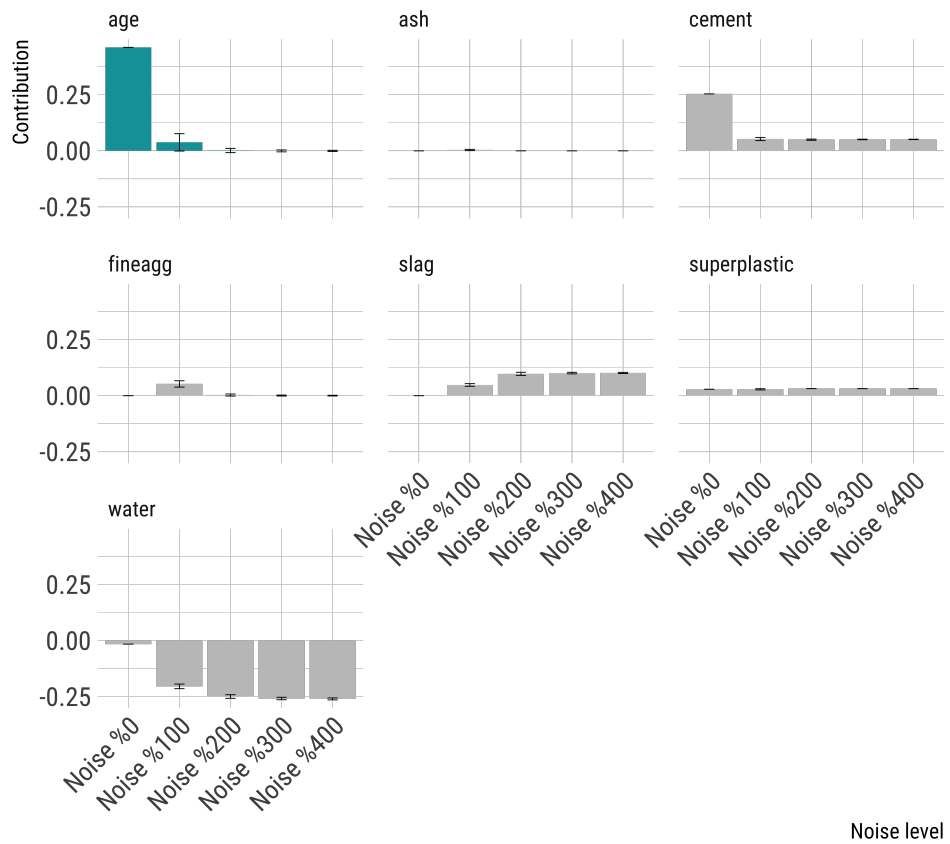 age
ash
cement
Contribution
0.25
0.00
-0.25
fineagg
slag
superplastic
0.25
0.00
-0.25
Noise %0
Noise %100
Noise %200
Noise %300
Noise %400
Noise %0
Noise %100
Noise %200
Noise %300
Noise %400
water
0.25
0.00
-0.25
Noise %0
Noise %100
Noise %200
Noise %300
Noise %400
Noise level